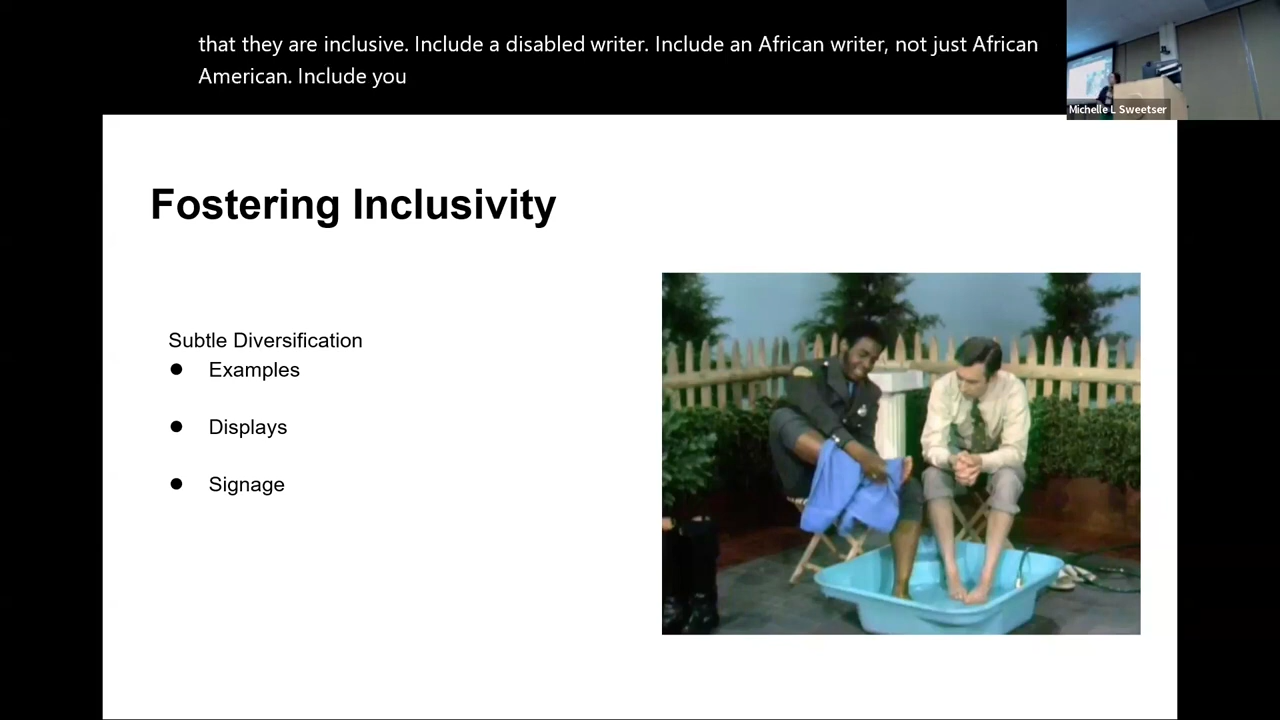 that they are inclusive. Include a disabled writer. Include an African writer, not just African
American. Include you
Michelle L Sweetser
Fostering Inclusivity
Subtle Diversification
● Examples
● Displays
● Signage